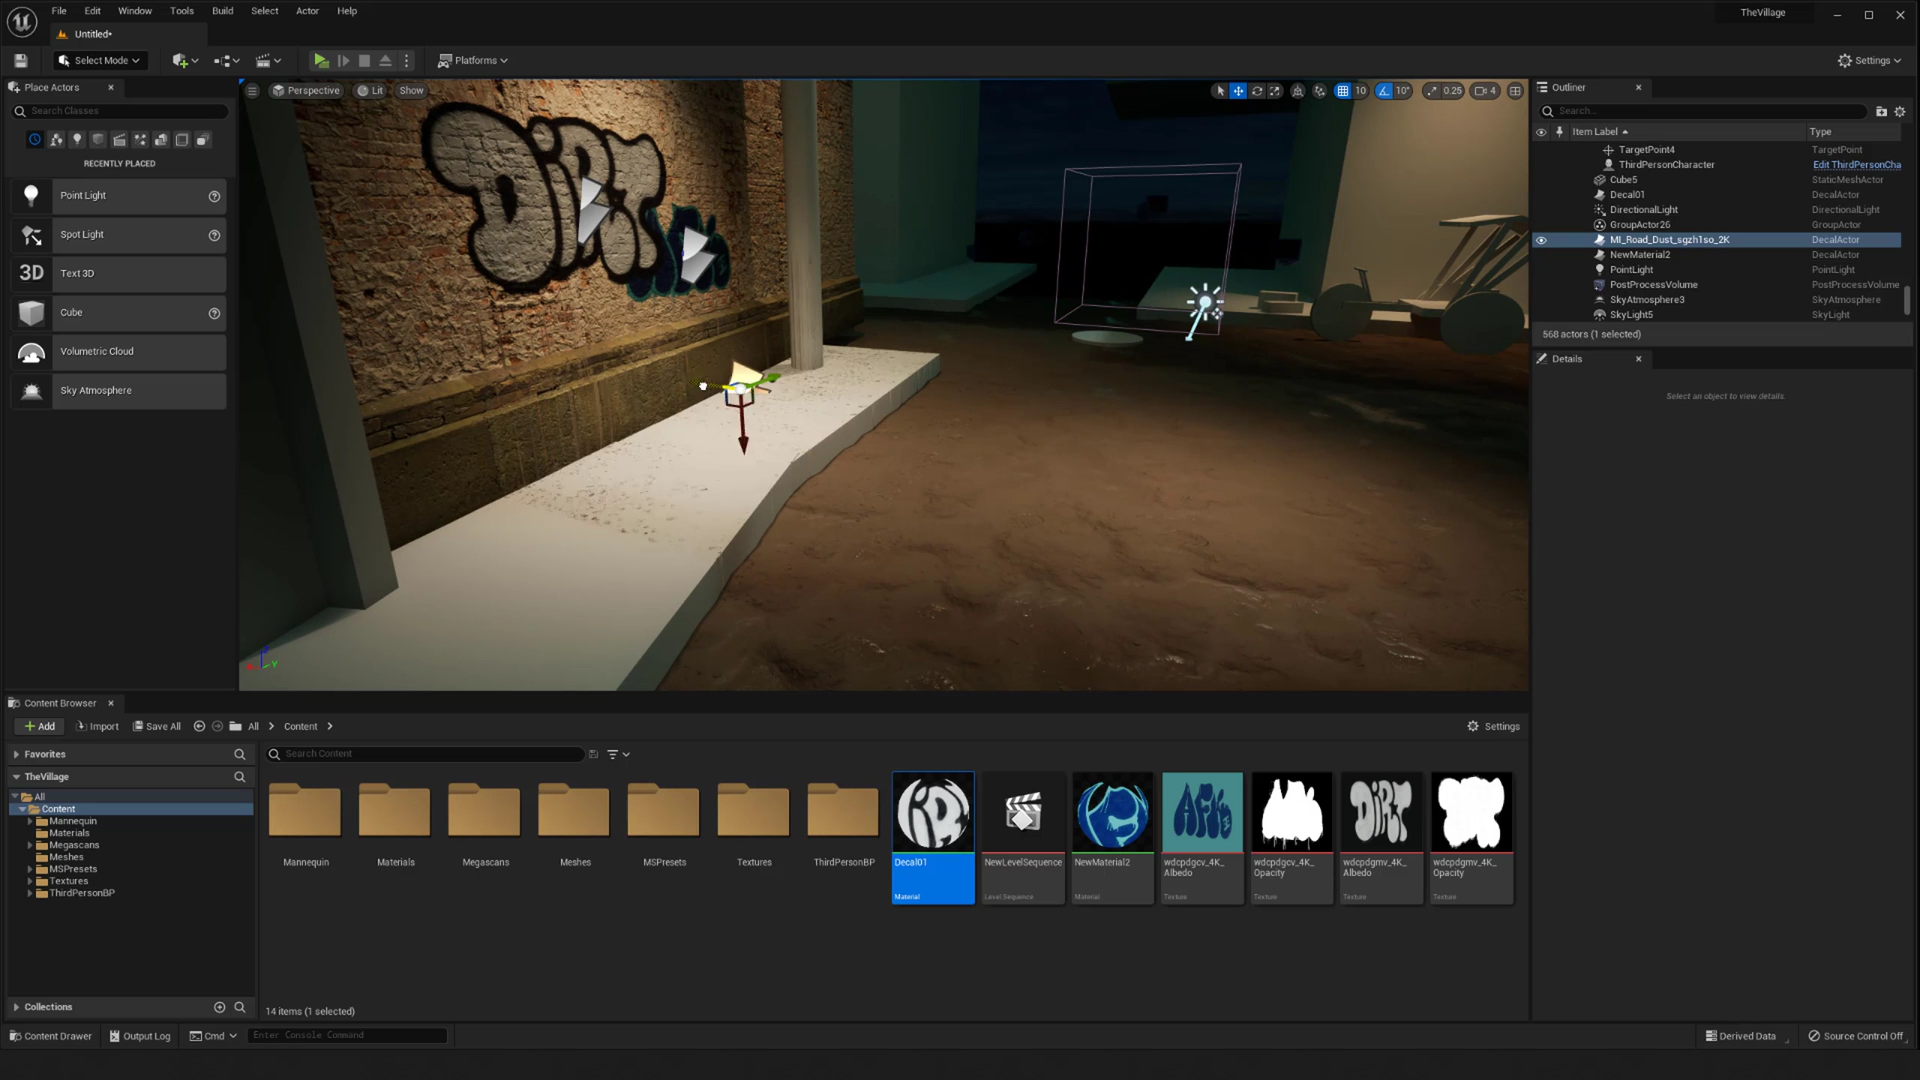 File Edit Window Tools Build Select Actor Help
TheVillage
Untitled*
Select Mode
Platforms
Settings
Place Actors
Search Classes
RECENTLY PLACED
Point Light
Spot Light
3D Text 3D
Cube
Volumetric Cloud
Sky Atmosphere
Perspective Lit Show
10 10° 0.25 4
DiRT
Outliner
Search...
Item Label Type
TargetPoint4 TargetPoint
ThirdPersonCharacter Edit ThirdPersonCha
Cube5 StaticMeshActor
Decal01 DecalActor
DirectionalLight DirectionalLight
GroupActor26 GroupActor
MI_Road_Dust_sgzh1so_2K DecalActor
NewMaterial2 DecalActor
PointLight PointLight
PostProcessVolume PostProcessVolume
SkyAtmosphere3 SkyAtmosphere
SkyLight5 SkyLight
568 actors (1 selected)
Details
Select an object to view details.
Content Browser
Add Import Save All All Content Settings
Favorites
TheVillage
All
Content
Mannequin
Materials
Megascans
Meshes
MSPresets
Textures
ThirdPersonBP
Collections
Search Content
Mannequin Materials Megascans Meshes MSPresets Textures ThirdPersonBP
Decal01
Material
NewLevelSequence
Level Sequence
NewMaterial2
Material
wdcpdgcv_4K_
Albedo
Texture
wdcpdgcv_4K_
Opacity
Texture
DiRT
wdcpdgmv_4K_
Albedo
Texture
wdcpdgmv_4K_
Opacity
Texture
14 items (1 selected)
Content Drawer Output Log Cmd Enter Console Command
Derived Data Source Control Off